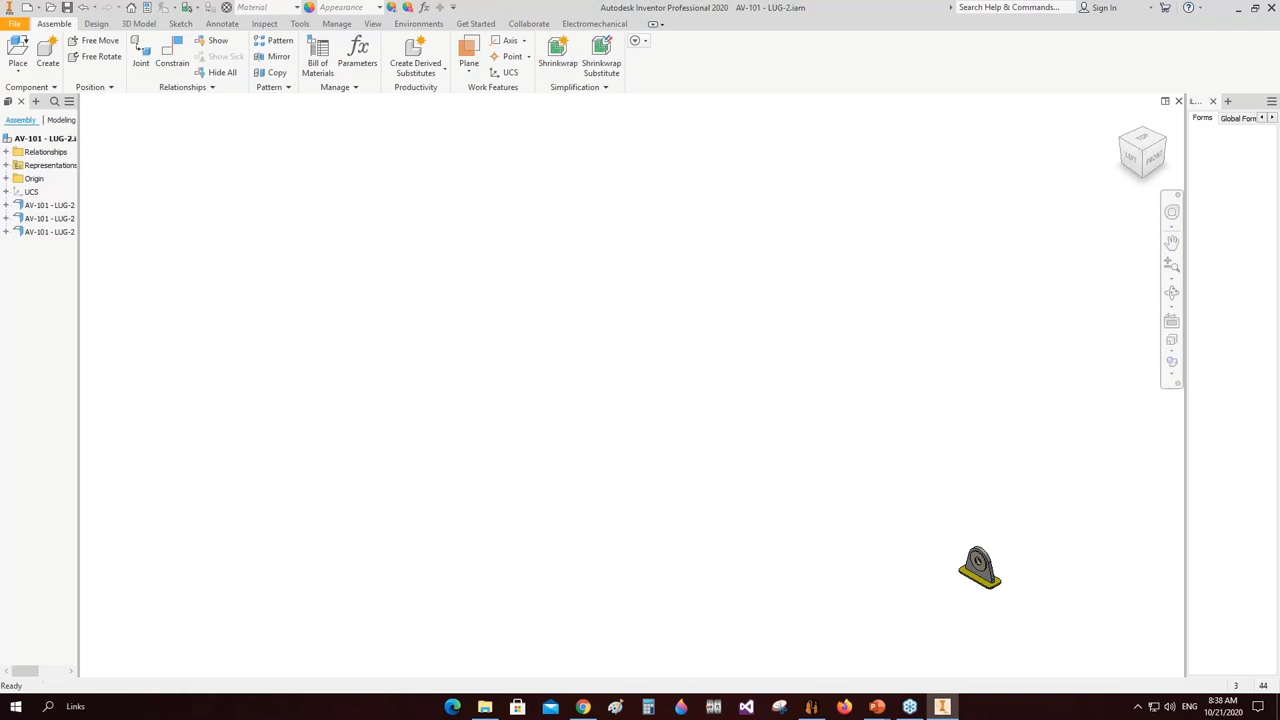 Material Appearance Autodesk Inventor Professional 2020 AV-101 - LUG-2.iam Search Help & Commands... Sign In
File Assemble Design 3D Model Sketch Annotate Inspect Tools Manage View Environments Get Started Collaborate Electromechanical
Place Create Free Move Free Rotate Joint Constrain Show Show Sick Hide All Pattern Mirror Copy Bill of Materials Parameters Create Derived Substitutes Plane Axis Point UCS Shrinkwrap Shrinkwrap Substitute
Component Position Relationships Pattern Manage Productivity Work Features Simplification
Assembly Modeling
AV-101 - LUG-2.i
Relationships
Representations
Origin
UCS
AV-101 - LUG-2
AV-101 - LUG-2
AV-101 - LUG-2
I...
Forms Global Forn
TOP
LEFT FRONT
Ready 3 44
Links ENG 8:38 AM
10/21/2020